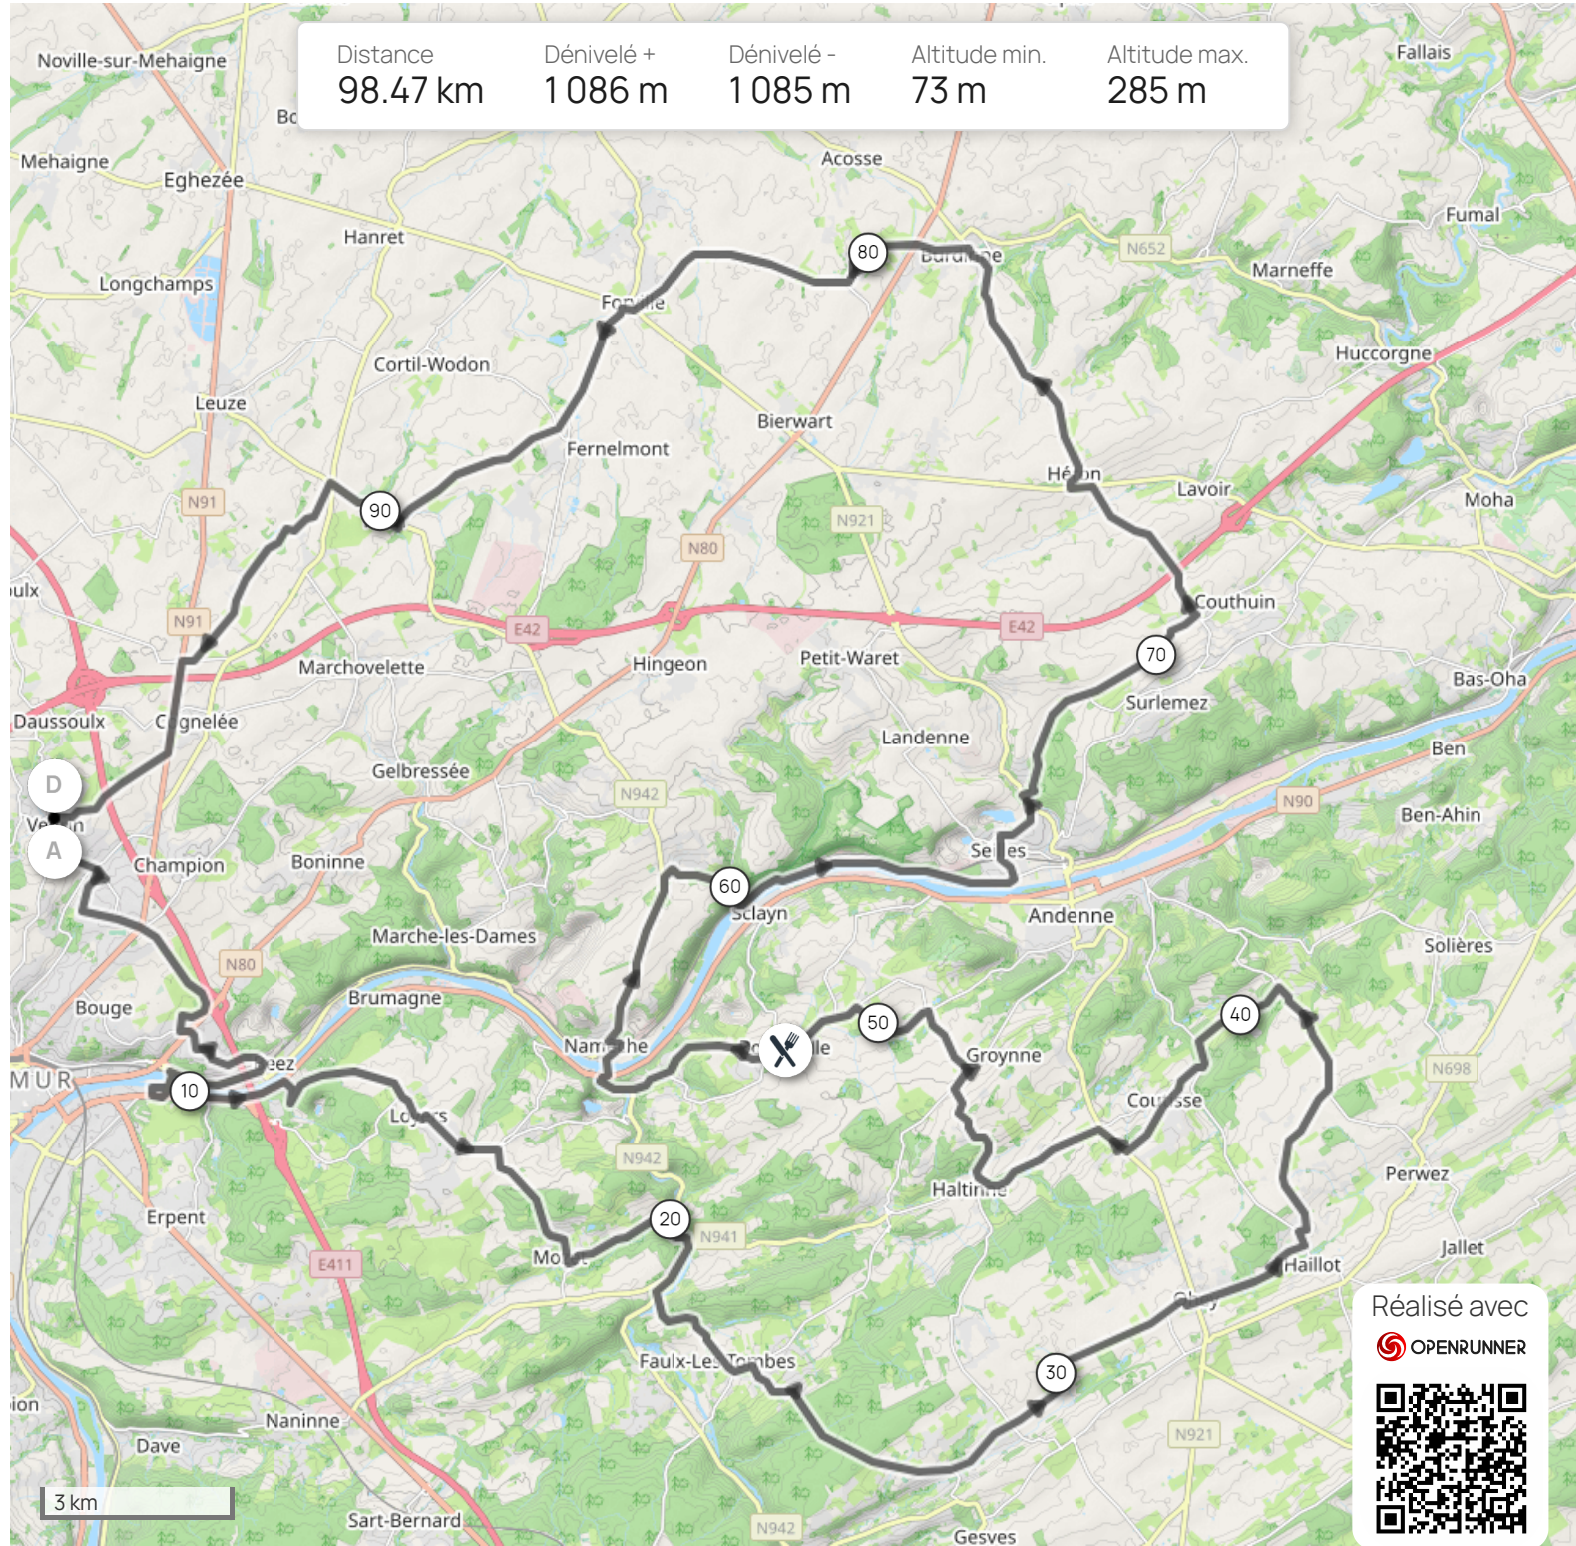 Distance
98.47 km
Dénivelé +
1 086 m
Dénivelé -
1 085 m
Altitude min.
73 m
Altitude max.
285 m
Noville-sur-Mehaigne
Fallais
Mehaigne
Eghezée
Acosse
Hanret
80
N652
Fumal
Longchamps
Marneffe
Cortil-Wodon
Huccorgne
Leuze
Bierwart
Fernelmont
N91
90
N921
Lavoir
Moha
N80
N91
E42
E42
Couthuin
Marchovelette
Hingeon
Petit-Waret
70
Bas-Oha
Daussoulx
Cognelée
Surlemez
Landenne
Ben
Gelbressée
D
N942
N90
Ben-Ahin
A
Champion
Boninne
60
Sclayn
Andenne
Marche-les-Dames
N80
Solières
Bouge
Brumagne
50
40
Groynne
N698
MUR
10
N942
Perwez
Haltinne
Erpent
20
N941
E411
Haillot
Jallet
Faulx-Les-Tombes
30
Naninne
N921
Dave
Sart-Bernard
N942
Gesves
3 km
Réalisé avec
OPENRUNNER